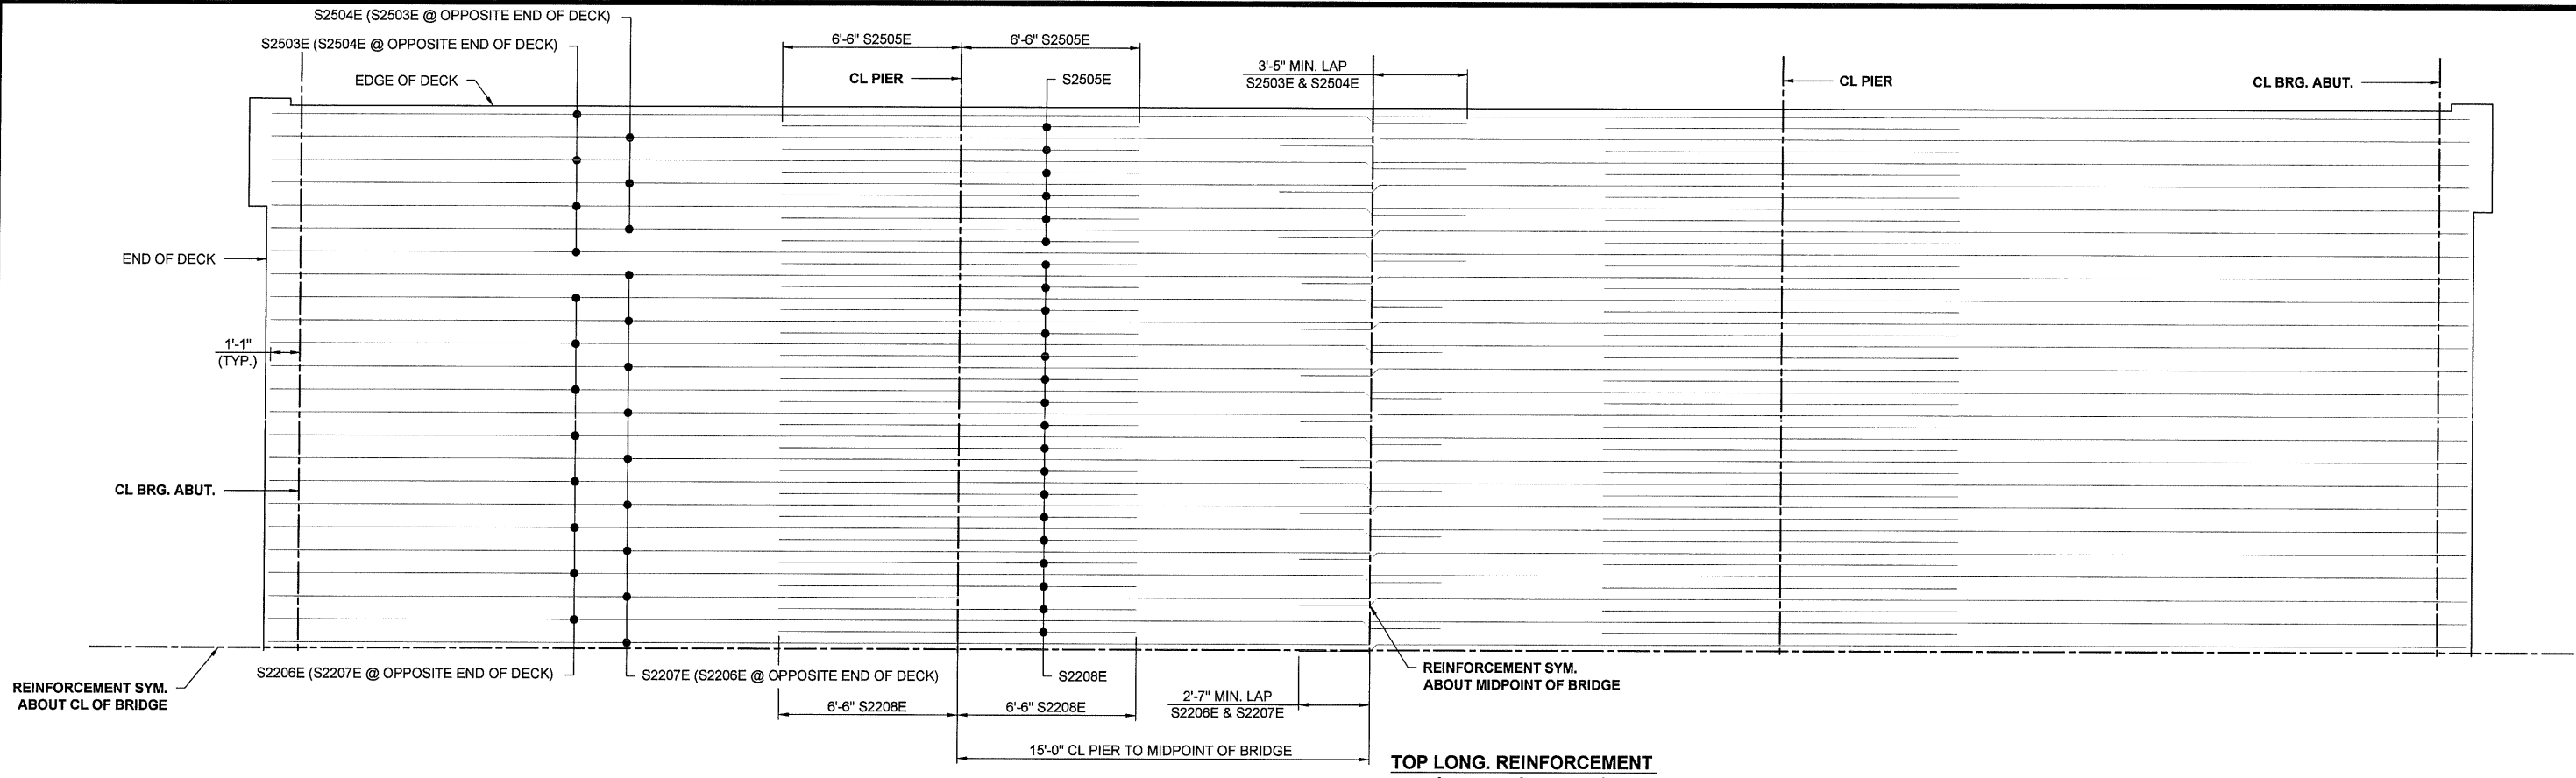 S2504E (S2503E @ OPPOSITE END OF DECK)
S2503E (S2504E @ OPPOSITE END OF DECK)
EDGE OF DECK
6'-6" S2505E
6'-6" S2505E
CL PIER
S2505E
3'-5" MIN. LAP
S2503E & S2504E
CL PIER
CL BRG. ABUT.
END OF DECK
1'-1"
(TYP.)
CL BRG. ABUT.
REINFORCEMENT SYM.
ABOUT CL OF BRIDGE
S2206E (S2207E @ OPPOSITE END OF DECK)
S2207E (S2206E @ OPPOSITE END OF DECK)
S2208E
6'-6" S2208E
6'-6" S2208E
2'-7" MIN. LAP
S2206E & S2207E
REINFORCEMENT SYM.
ABOUT MIDPOINT OF BRIDGE
15'-0" CL PIER TO MIDPOINT OF BRIDGE
TOP LONG. REINFORCEMENT